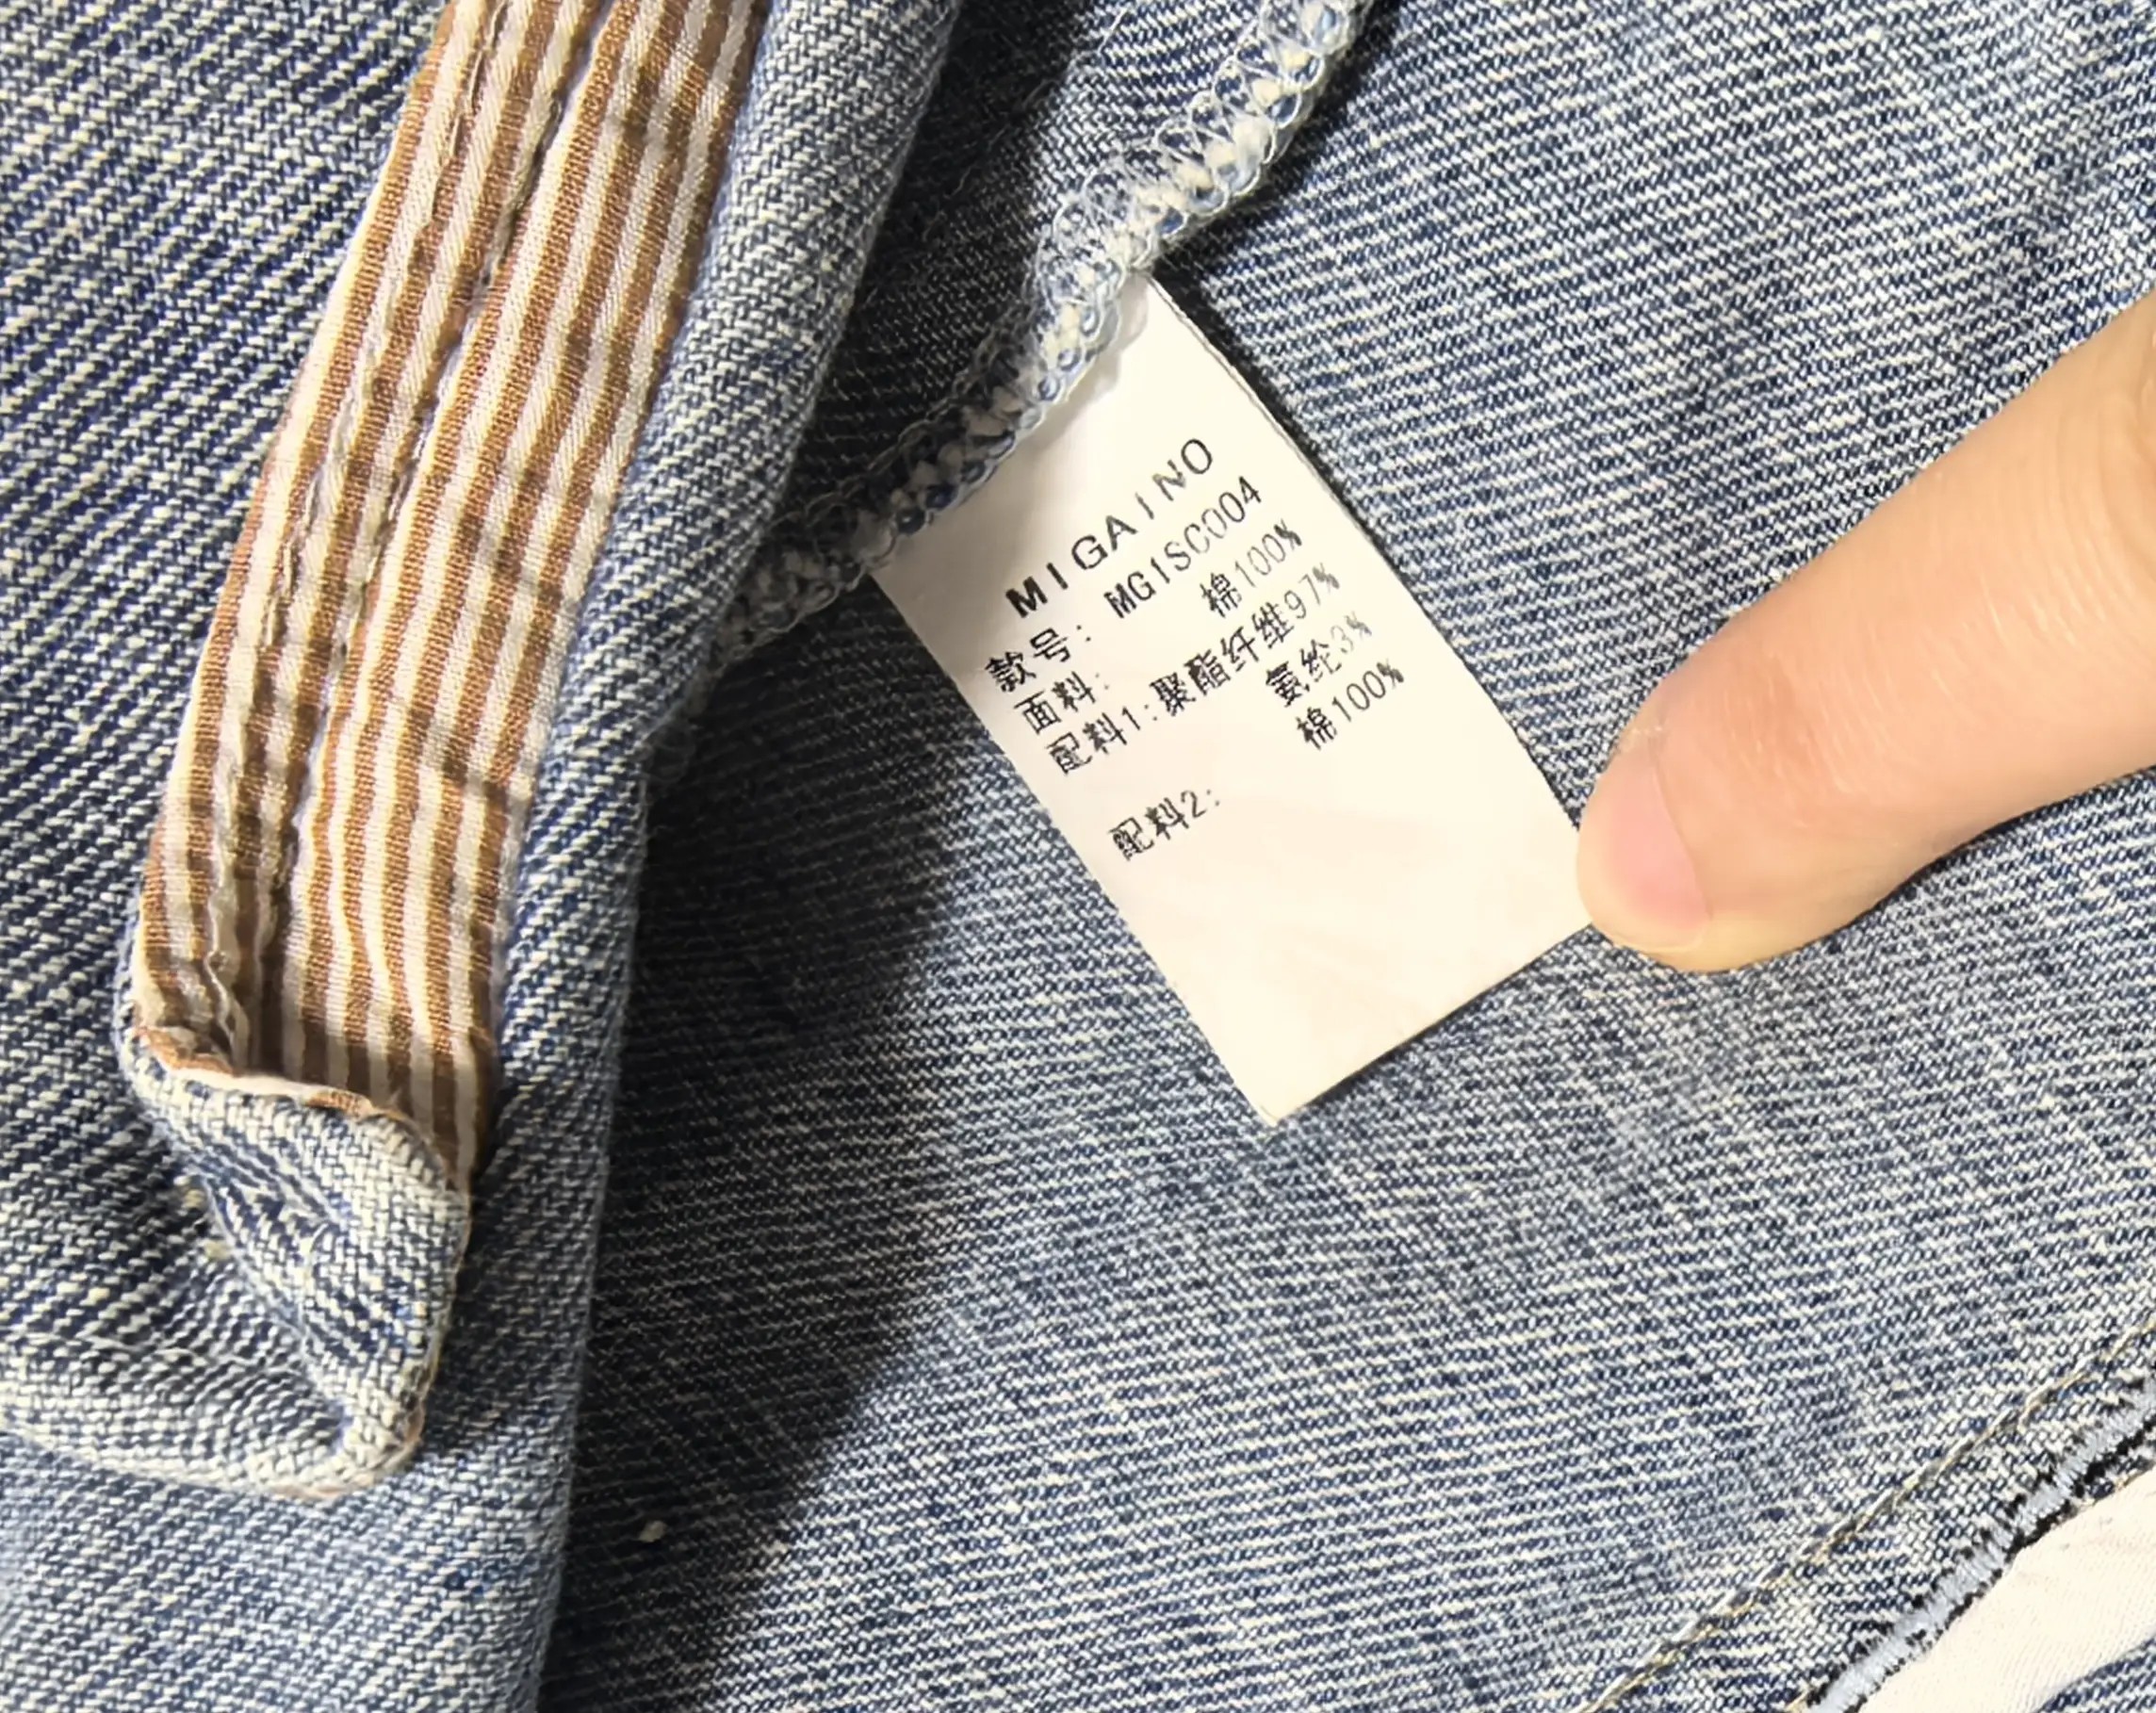 MIGAINO
款号: MG1SC004
面料: 棉100%
配料1:聚酯纤维97%
氨纶3%
配料2: 棉100%